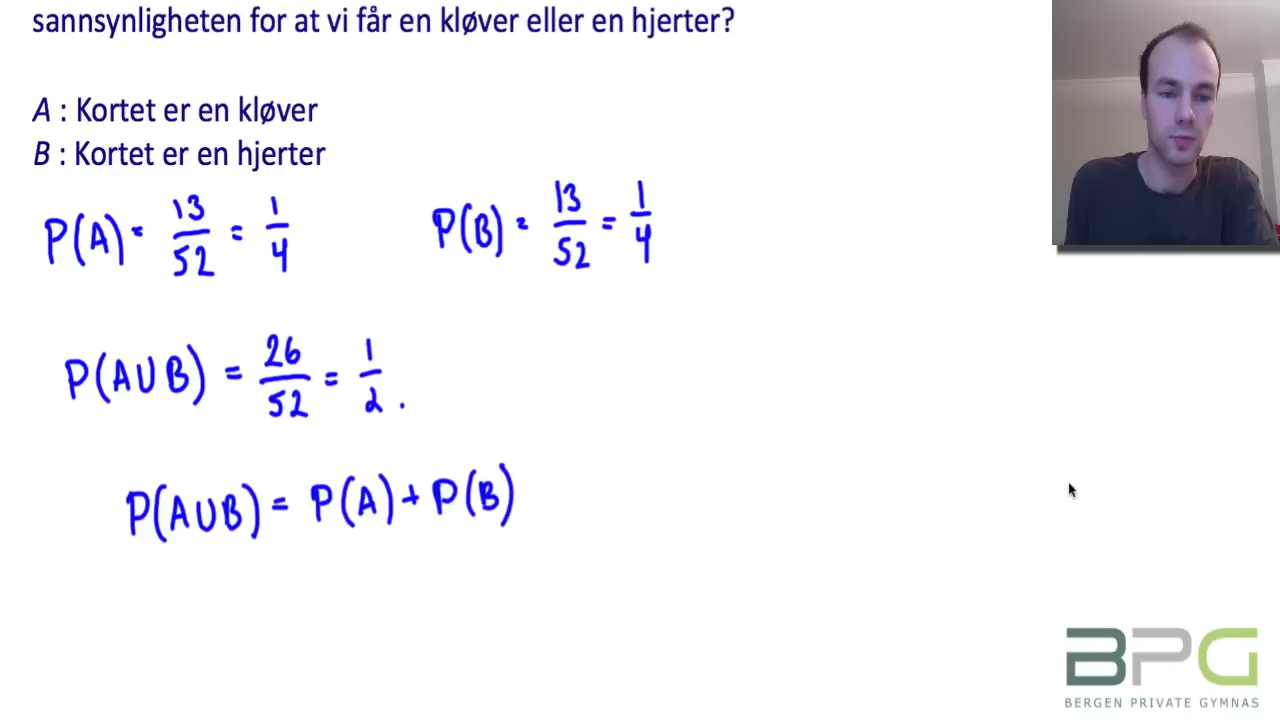 sannsynligheten for at vi får en kløver eller en hjerter?
A : Kortet er en kløver
B : Kortet er en hjerter
P(A) = 13/52 = 1/4
P(B) = 13/52 = 1/4
P(A∪B) = 26/52 = 1/2.
P(A∪B) = P(A) + P(B)
BPG
BERGEN PRIVATE GYMNAS